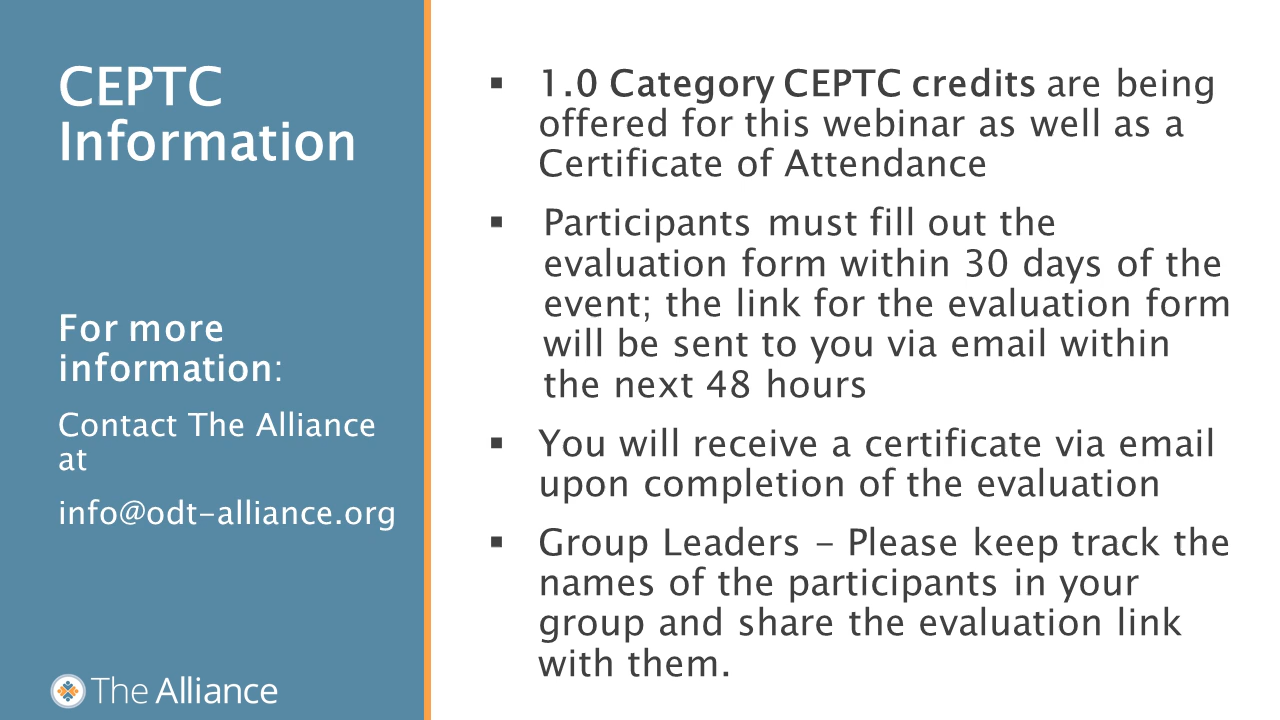 CEPTC
Information
For more
information:
Contact The Alliance
at
info@odt-alliance.org
The Alliance
▪ 1.0 Category CEPTC credits are being
offered for this webinar as well as a
Certificate of Attendance
▪ Participants must fill out the
evaluation form within 30 days of the
event; the link for the evaluation form
will be sent to you via email within
the next 48 hours
▪ You will receive a certificate via email
upon completion of the evaluation
▪ Group Leaders – Please keep track the
names of the participants in your
group and share the evaluation link
with them.